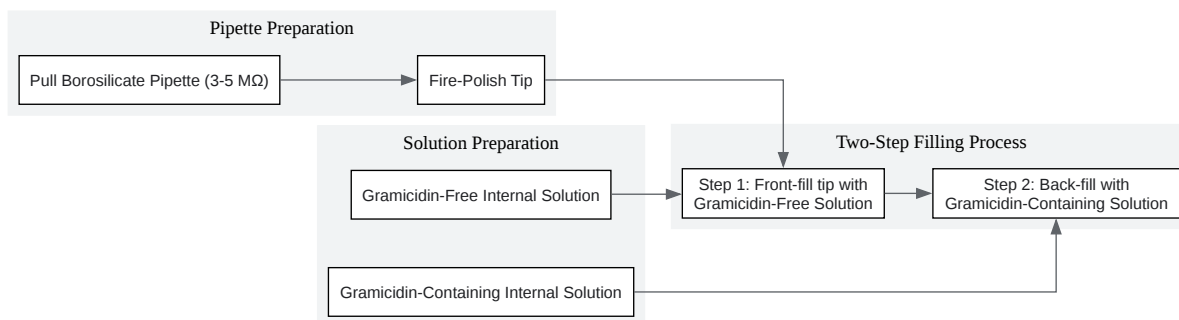 Pipette Preparation
Pull Borosilicate Pipette (3-5 MΩ)
Fire-Polish Tip
Solution Preparation
Two-Step Filling Process
Gramicidin-Free Internal Solution
Step 1: Front-fill tip with
Gramicidin-Free Solution
Step 2: Back-fill with
Gramicidin-Containing Solution
Gramicidin-Containing Internal Solution